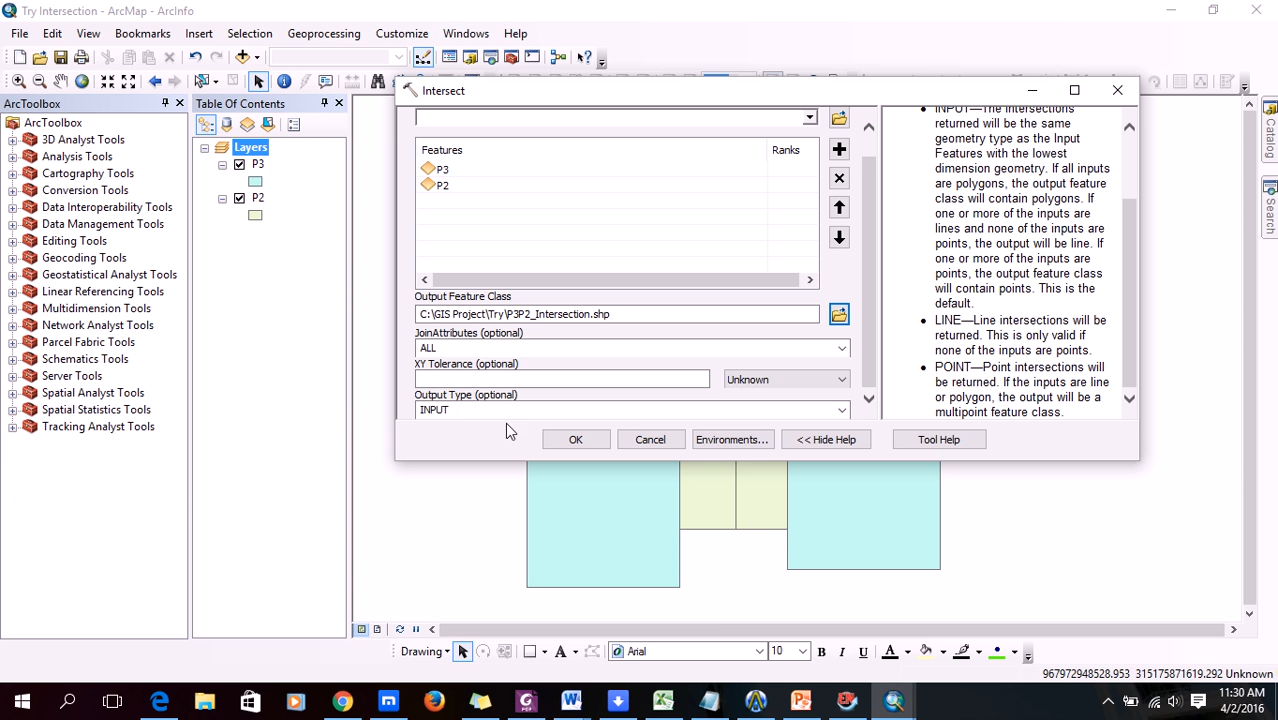 Try Intersection - ArcMap - ArcInfo
File Edit View Bookmarks Insert Selection Geoprocessing Customize Windows Help
ArcToolbox
ArcToolbox
3D Analyst Tools
Analysis Tools
Cartography Tools
Conversion Tools
Data Interoperability Tools
Data Management Tools
Editing Tools
Geocoding Tools
Geostatistical Analyst Tools
Linear Referencing Tools
Multidimension Tools
Network Analyst Tools
Parcel Fabric Tools
Schematics Tools
Server Tools
Spatial Analyst Tools
Spatial Statistics Tools
Tracking Analyst Tools
Table Of Contents
Layers
P3
P2
Intersect
Features Ranks
P3
P2
Output Feature Class
C:\GIS Project\Try\P3P2_Intersection.shp
JoinAttributes (optional)
ALL
XY Tolerance (optional)
Unknown
Output Type (optional)
INPUT
OK Cancel Environments... << Hide Help Tool Help
INPUT—The intersections
returned will be the same
geometry type as the Input
Features with the lowest
dimension geometry. If all
inputs are polygons, the output feature
class will contain polygons. If
one or more of the inputs are
lines and none of the inputs are
points, the output will be line. If
one or more of the inputs are
points, the output feature class
will contain points. This is the
default.
LINE—Line intersections will be
returned. This is only valid if
none of the inputs are points.
POINT—Point intersections will
be returned. If the inputs are line
or polygon, the output will be a
multipoint feature class.
Catalog
Search
Drawing A Arial 10 B I U A
967972948528.953 315175871619.292 Unknown
11:30 AM
4/2/2016